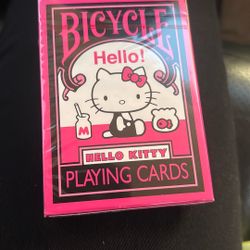 BICYCLE
Hello!
M
HELLO KITTY
PLAYING CARDS